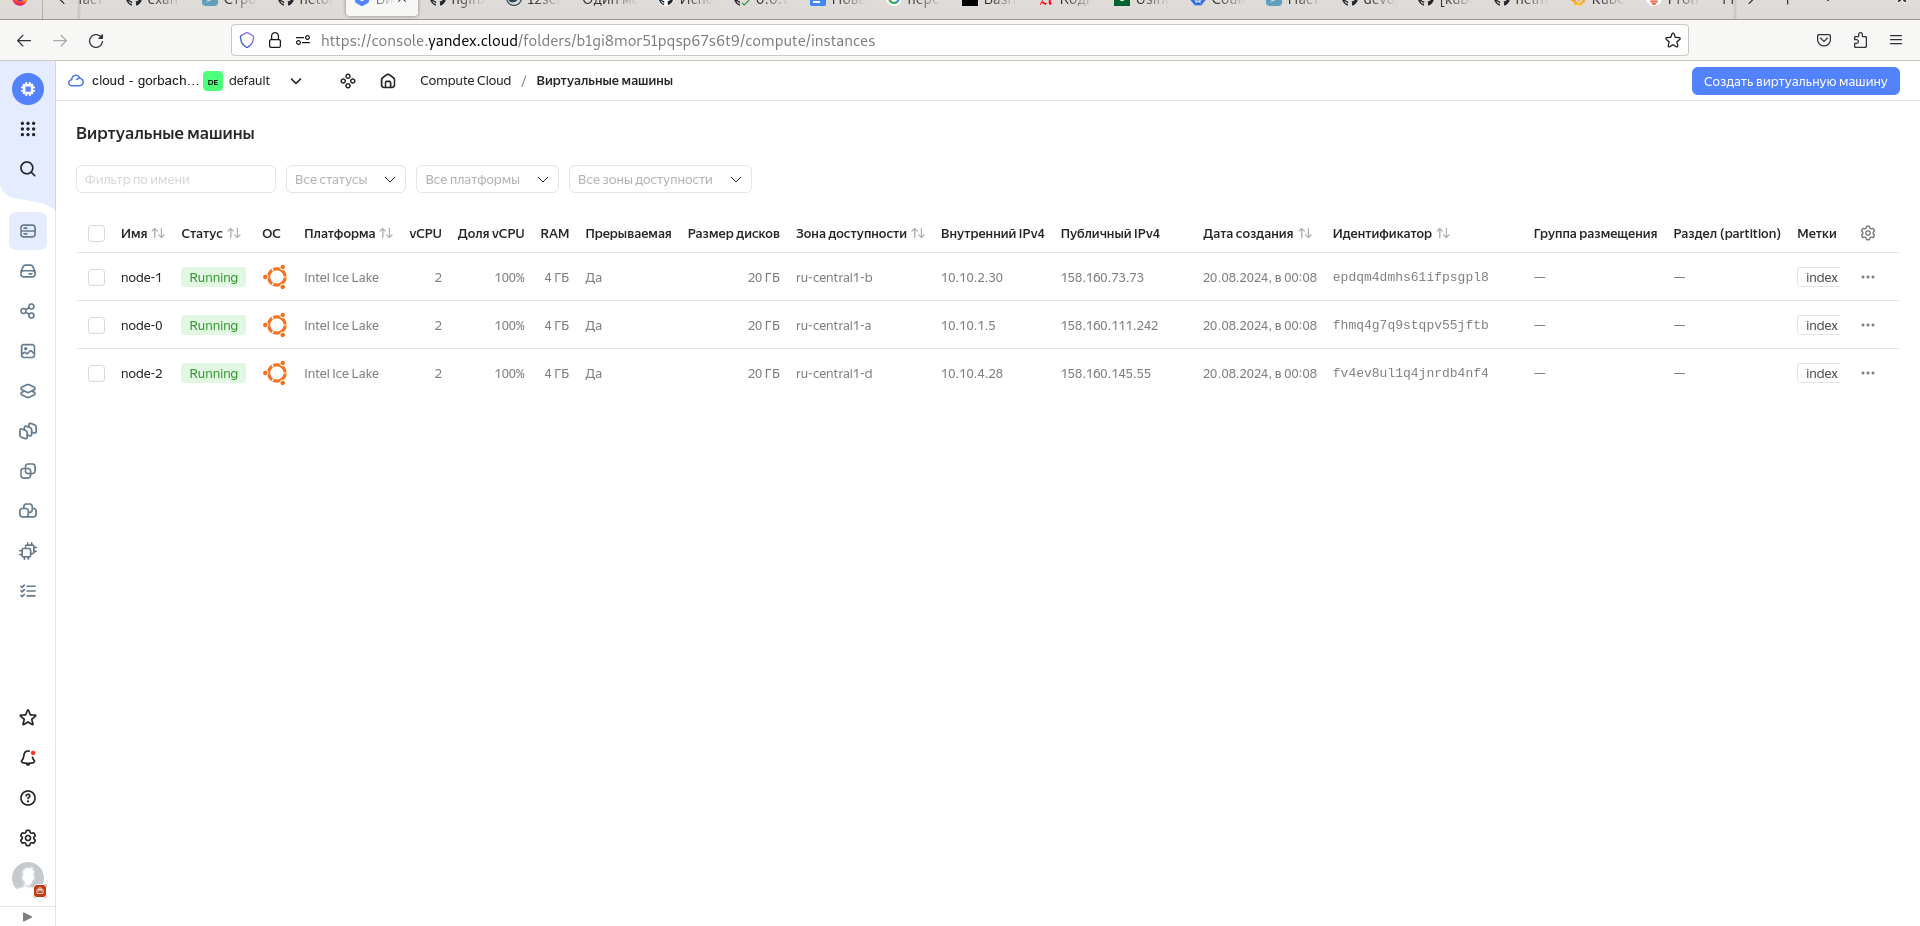 https://console.yandex.cloud/folders/b1gi8mor51pqsp67s6t9/compute/instances
cloud - gorbach... DE default Compute Cloud / Виртуальные машины Создать виртуальную машину
Виртуальные машины
Фильтр по имени Все статусы Все платформы Все зоны доступности
Имя Статус ОС Платформа vCPU Доля vCPU RAM Прерываемая Размер дисков Зона доступности Внутренний IPv4 Публичный IPv4 Дата создания Идентификатор Группа размещения Раздел (partition) Метки
node-1 Running Intel Ice Lake 2 100% 4 ГБ Да 20 ГБ ru-central1-b 10.10.2.30 158.160.73.73 20.08.2024, в 00:08 epdqm4dmhs61ifpsgpl8 — — index
node-0 Running Intel Ice Lake 2 100% 4 ГБ Да 20 ГБ ru-central1-a 10.10.1.5 158.160.111.242 20.08.2024, в 00:08 fhmq4g7q9stqpv55jftb — — index
node-2 Running Intel Ice Lake 2 100% 4 ГБ Да 20 ГБ ru-central1-d 10.10.4.28 158.160.145.55 20.08.2024, в 00:08 fv4ev8ul1q4jnrdb4nf4 — — index